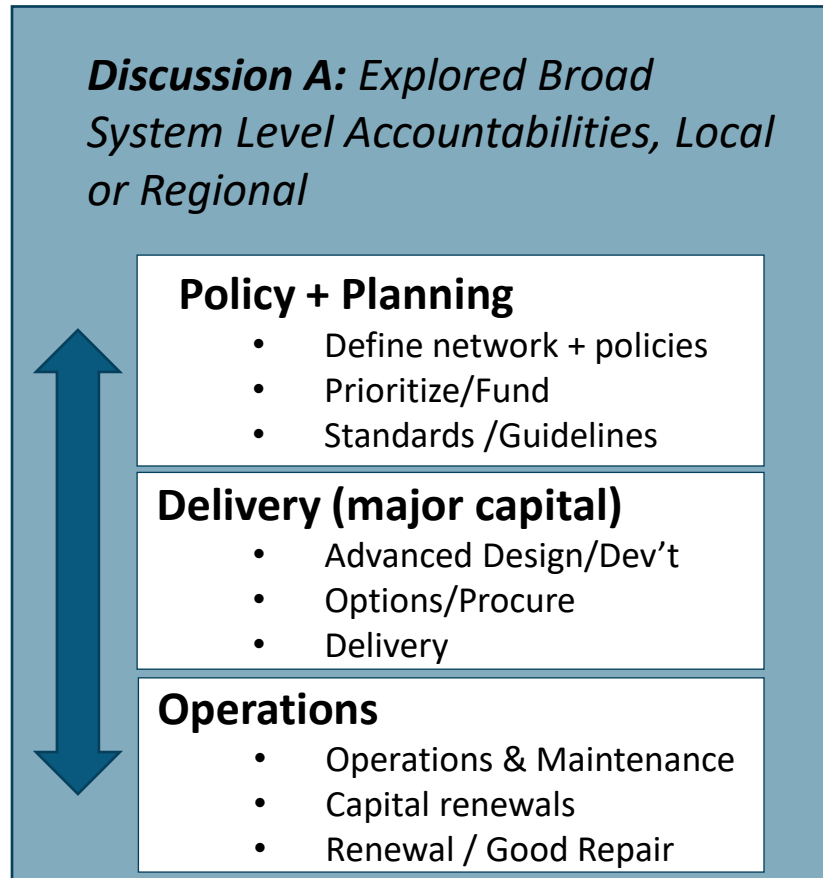 Discussion A: Explored Broad
System Level Accountabilities, Local
or Regional
Policy + Planning
• Define network + policies
• Prioritize/Fund
• Standards /Guidelines
Delivery (major capital)
• Advanced Design/Dev’t
• Options/Procure
• Delivery
Operations
• Operations & Maintenance
• Capital renewals
• Renewal / Good Repair